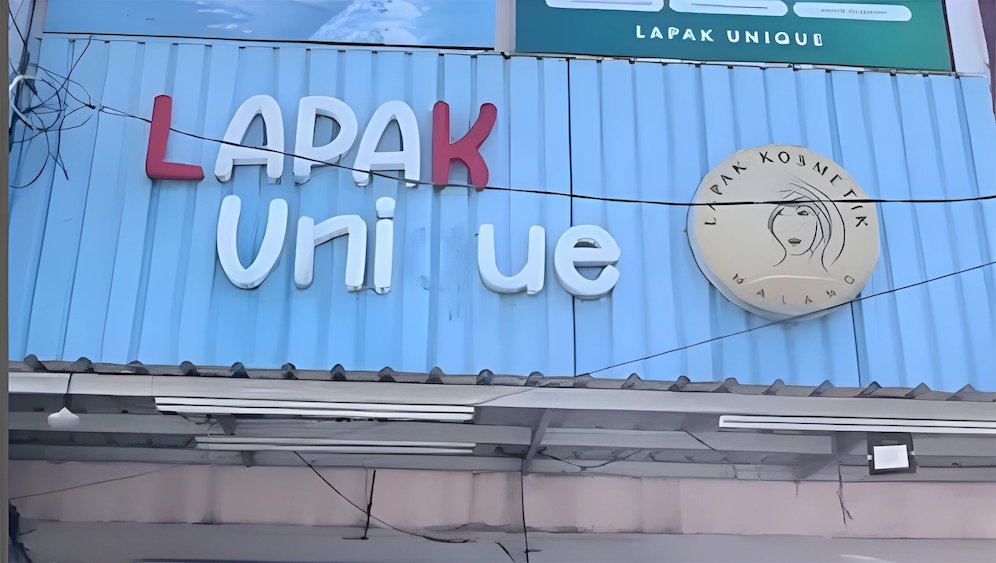 LAPAK UNIQUE
LAPAK
Uni ue
LAPAK KOSMETIK
MALANG